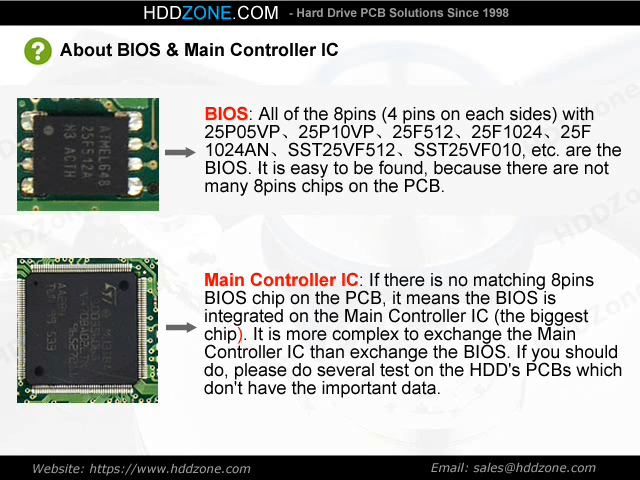 HDDZONE.COM - Hard Drive PCB Solutions Since 1998
? About BIOS & Main Controller IC
ATMEL648
25F512A
N3 ACTH
BIOS: All of the 8pins (4 pins on each sides) with
25P05VP、25P10VP、25F512、25F1024、25F
1024AN、SST25VF512、SST25VF010, etc. are the
BIOS. It is easy to be found, because there are not
many 8pins chips on the PCB.
Main Controller IC: If there is no matching 8pins
BIOS chip on the PCB, it means the BIOS is
integrated on the Main Controller IC (the biggest
chip). It is more complex to exchange the Main
Controller IC than exchange the BIOS. If you should
do, please do several test on the HDD's PCBs which
don't have the important data.
Website: https://www.hddzone.com Email: sales@hddzone.com